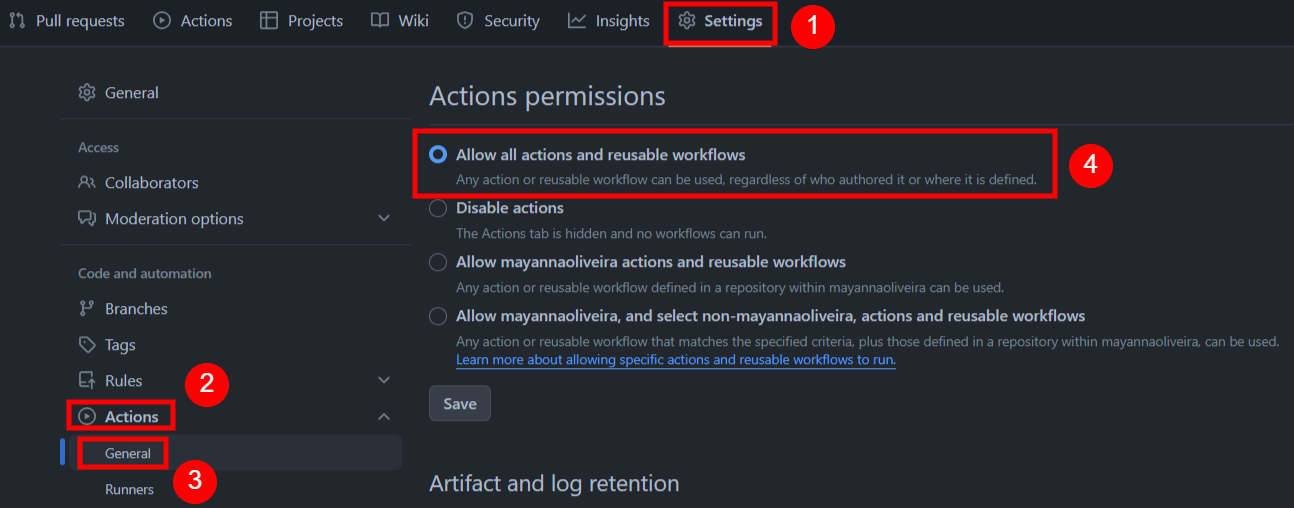 Pull requests Actions Projects Wiki Security Insights Settings 1
General
Access
Collaborators
Moderation options
Code and automation
Branches
Tags
Rules
2
Actions
General
3
Runners
Actions permissions
Allow all actions and reusable workflows
Any action or reusable workflow can be used, regardless of who authored it or where it is defined.
4
Disable actions
The Actions tab is hidden and no workflows can run.
Allow mayannaoliveira actions and reusable workflows
Any action or reusable workflow defined in a repository within mayannaoliveira can be used.
Allow mayannaoliveira, and select non-mayannaoliveira, actions and reusable workflows
Any action or reusable workflow that matches the specified criteria, plus those defined in a repository within mayannaoliveira, can be used.
Learn more about allowing specific actions and reusable workflows to run.
Save
Artifact and log retention